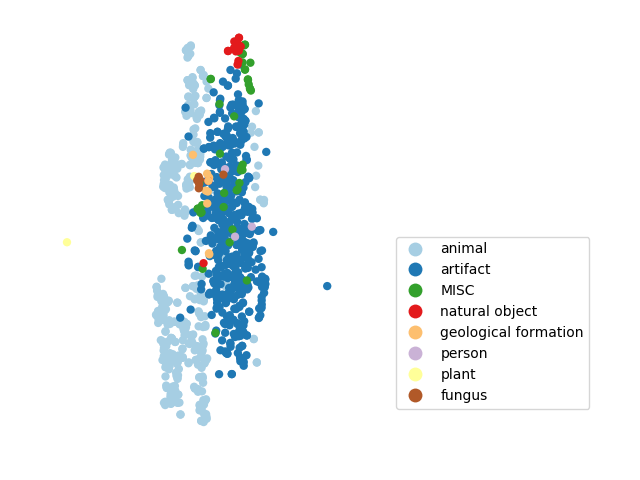 animal
artifact
MISC
natural object
geological formation
person
plant
fungus